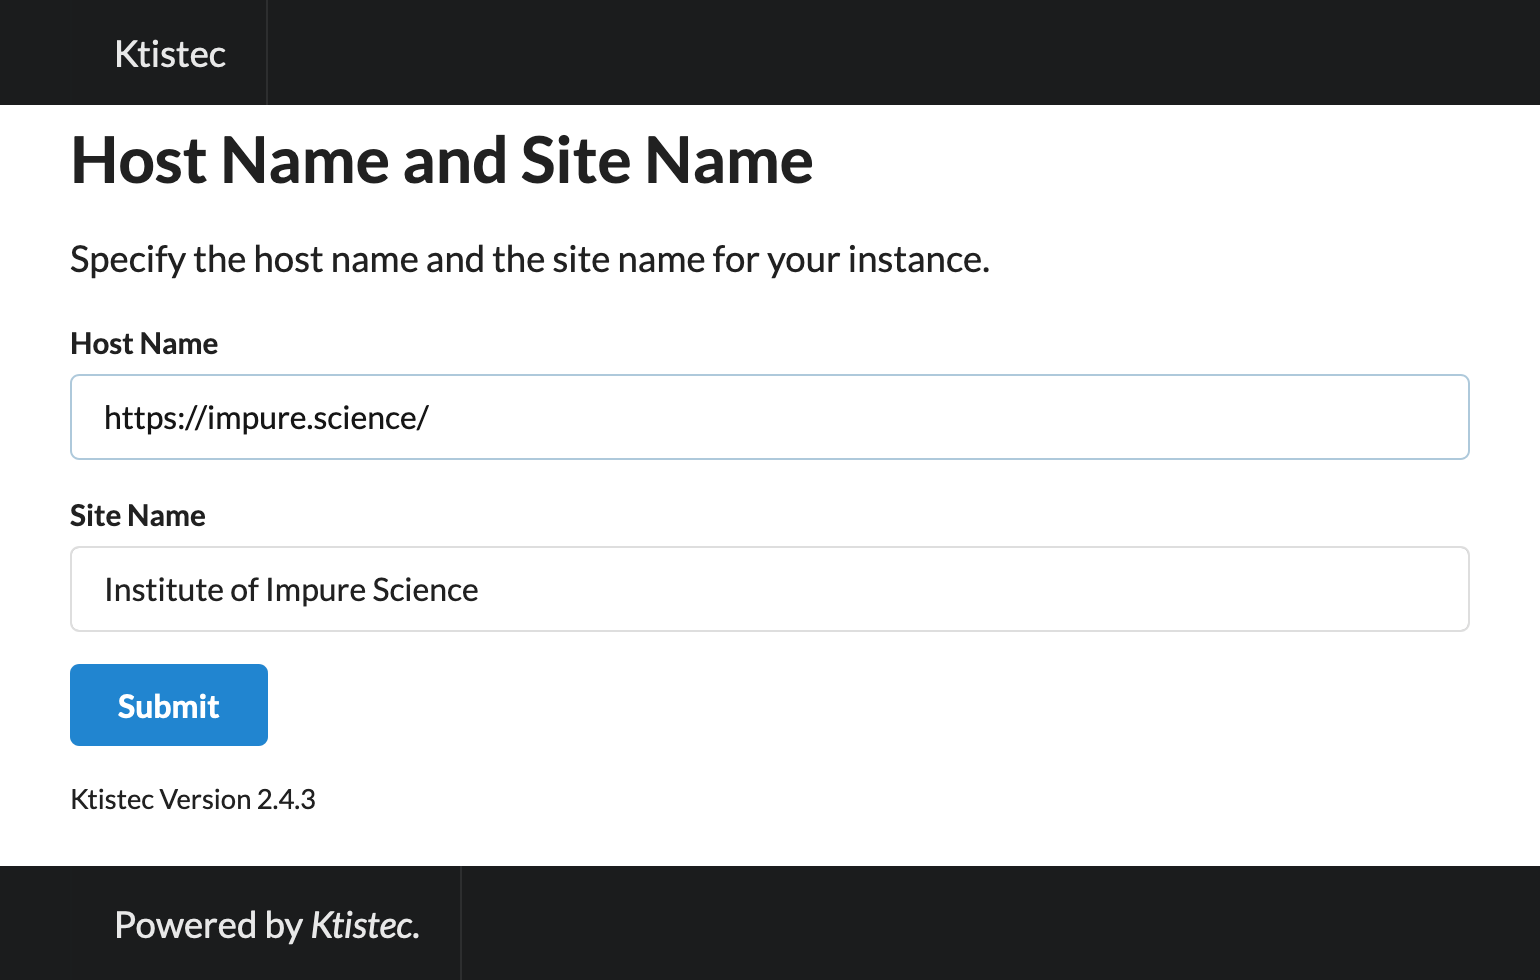 Ktistec
Host Name and Site Name
Specify the host name and the site name for your instance.
Host Name
https://impure.science/
Site Name
Institute of Impure Science
Submit
Ktistec Version 2.4.3
Powered by Ktistec.